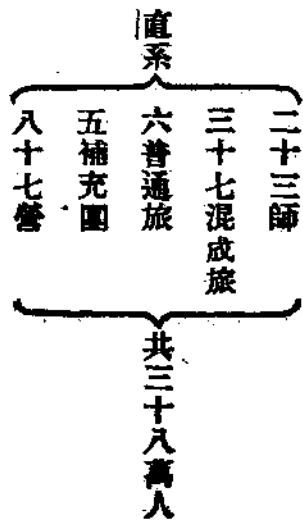 直系
二十三師
三十七混成旅
六普通旅
五補充團
八十七營
共三十八萬人